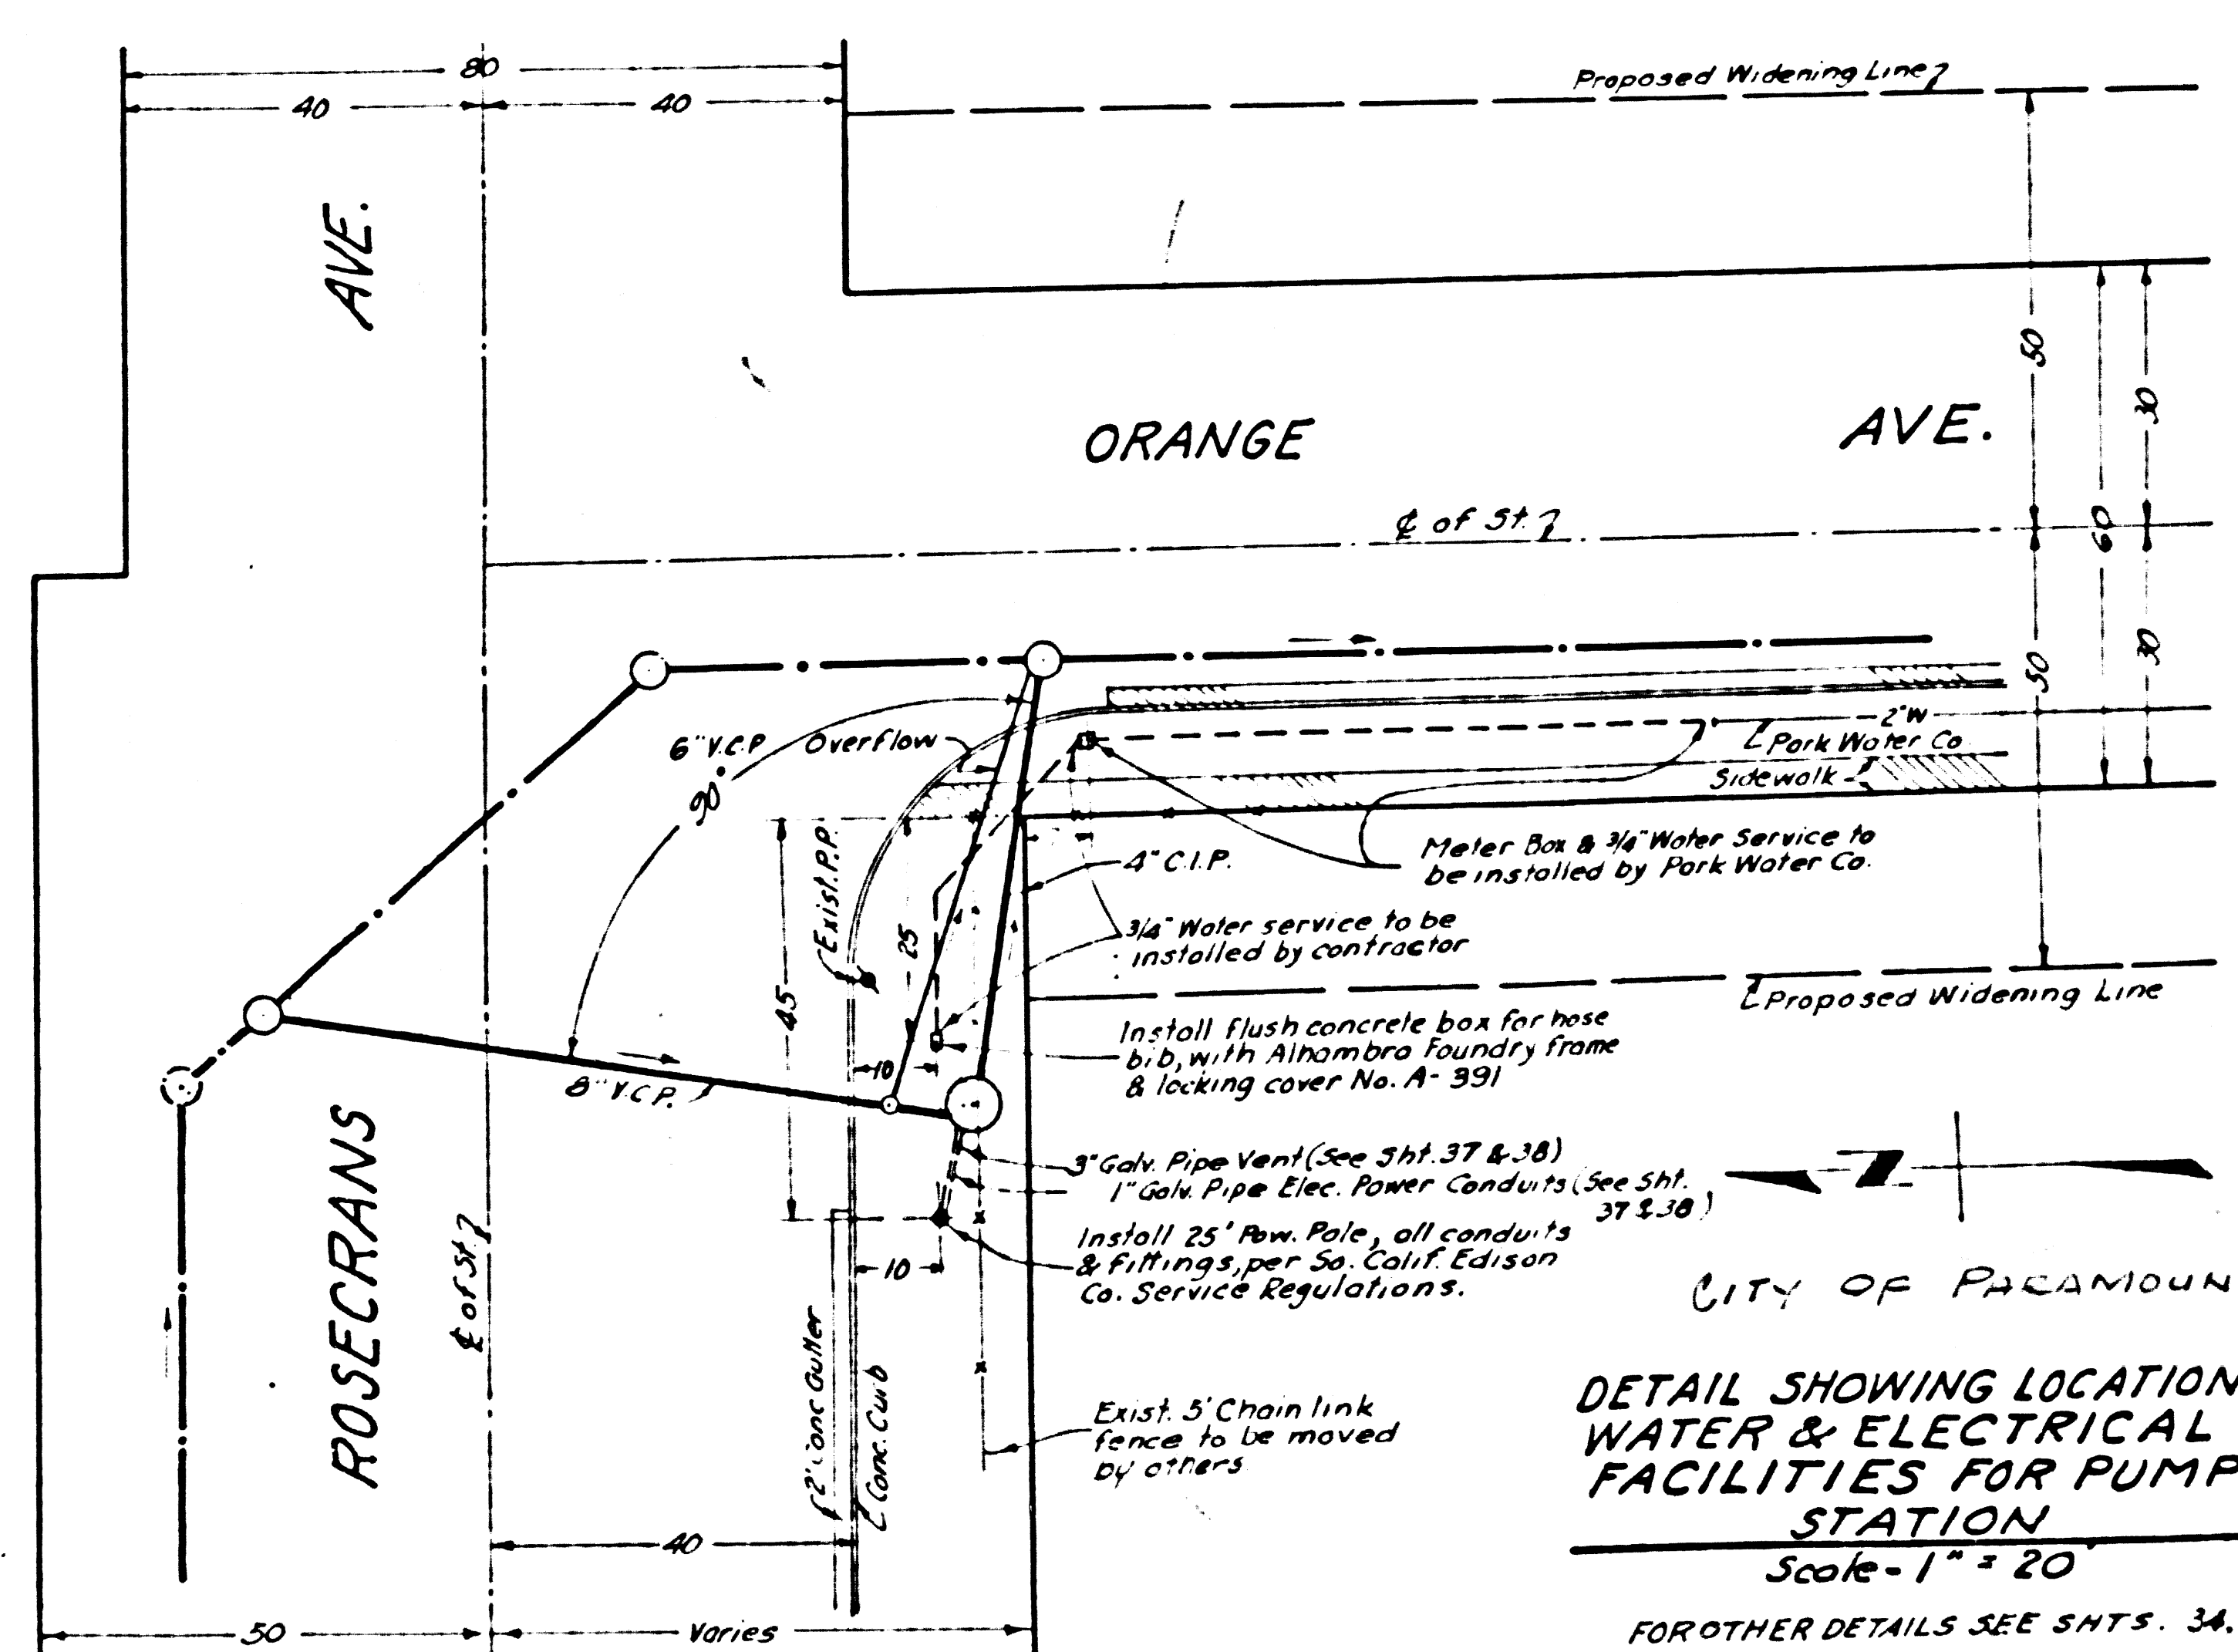 80
40
40
Proposed Widening Line
AVE.
50
30
ORANGE
AVE.
₵ of St.
60
50
30
6" V.C.P. Overflow
2" W
Park Water Co.
Sidewalk
90°
Meter Box & 3/4" Water Service to
be installed by Park Water Co.
4" C.I.P.
Exist. P.P.
25
45
3/4" Water service to be
installed by contractor
Proposed Widening Line
Install flush concrete box for hose
bib, with Alhambra Foundry frame
& locking cover No. A-391
10
8" V.C.P.
3" Galv. Pipe Vent (See Sht. 37 & 38)
1" Galv. Pipe Elec. Power Conduits (See Sht.
37 & 38)
Install 25' Pow. Pole, all conduits
& fittings, per So. Calif. Edison
Co. Service Regulations.
10
ROSECRANS
₵ of St.
2' Conc Gutter
Conc. Curb
CITY OF PARAMOUN
Exist. 5' Chain link
fence to be moved
by others
DETAIL SHOWING LOCATION
WATER & ELECTRICAL
FACILITIES FOR PUMP
STATION
Scale - 1" = 20'
40
50
Varies
FOR OTHER DETAILS SEE SHTS. 34.